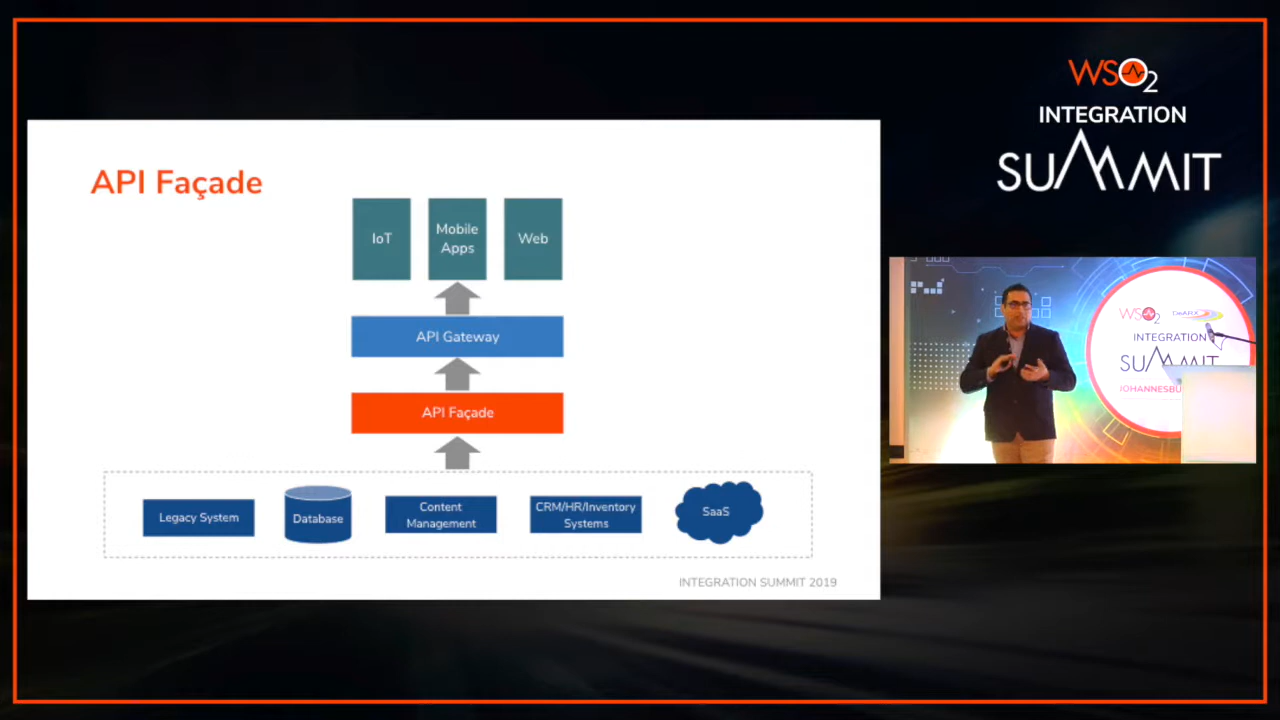 API Façade
IoT
Mobile
Apps
Web
API Gateway
API Façade
Legacy System
Database
Content
Management
CRM/HR/Inventory
Systems
SaaS
INTEGRATION SUMMIT 2019
WSO2
INTEGRATION
SUMMIT
WSO2
INTEGRATION
SUMMIT